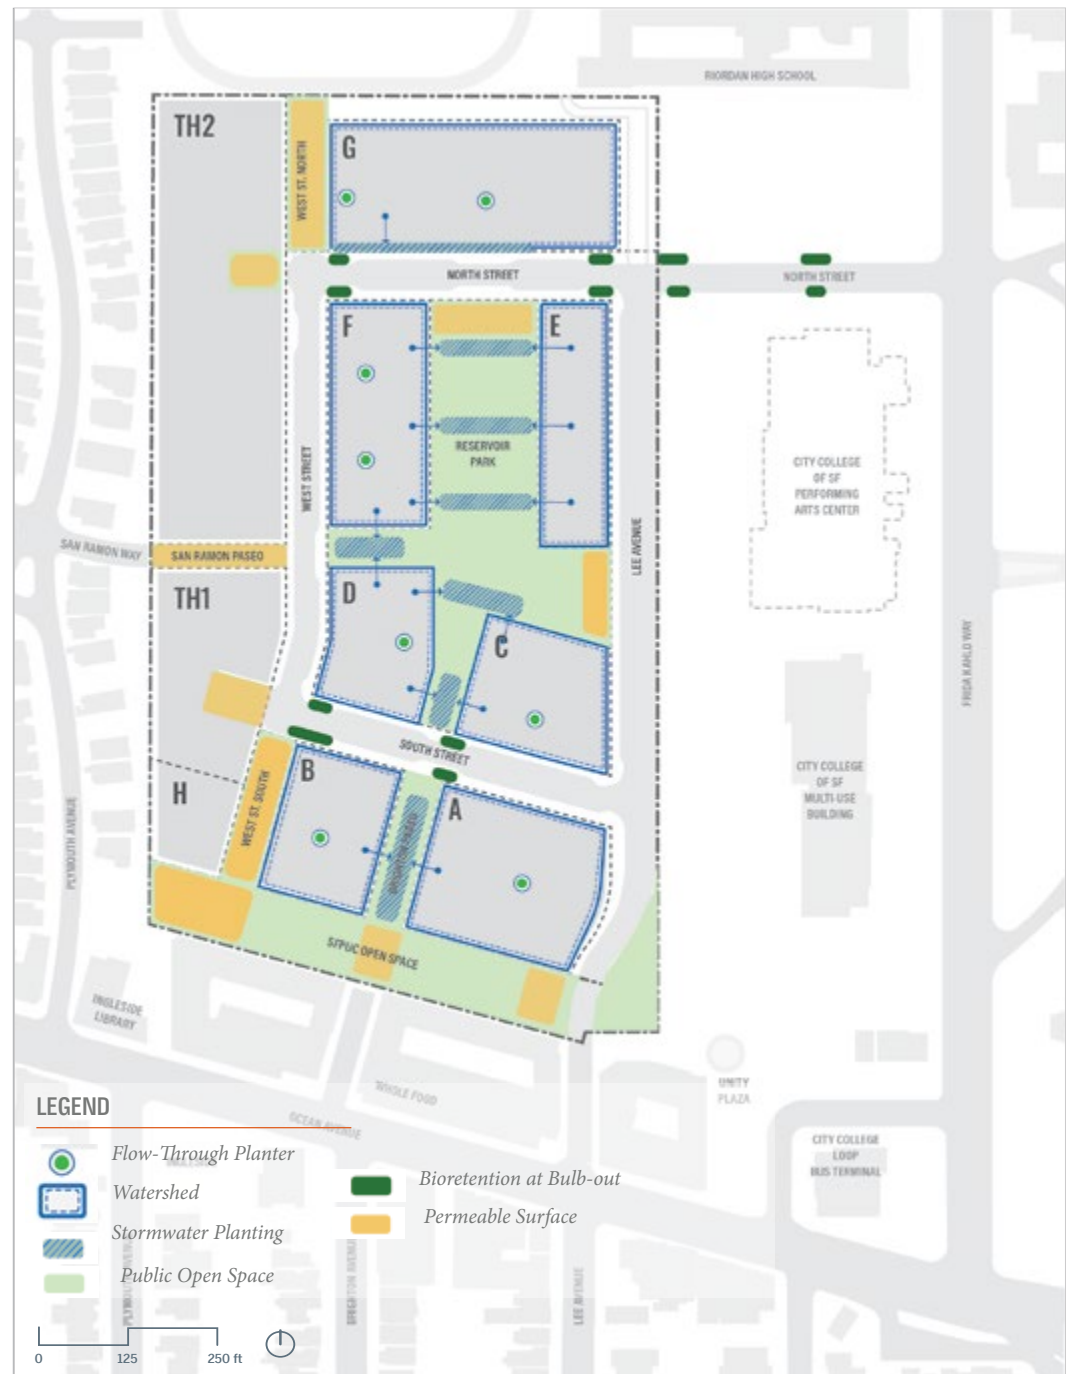 RIORDAN HIGH SCHOOL
TH2
G
WEST ST. NORTH
NORTH STREET
NORTH STREET
F
E
RESERVOIR
PARK
WEST STREET
CITY COLLEGE
OF SF
PERFORMING
ARTS CENTER
LEE AVENUE
SAN RAMON WAY
SAN RAMON PASEO
TH1
D
C
FRIDA KAHLO WAY
SOUTH STREET
B
A
H
WEST ST. SOUTH
CITY COLLEGE
OF SF
MULTI-USE
BUILDING
PLYMOUTH AVENUE
SFPUC OPEN SPACE
INGLESIDE
LIBRARY
WHOLE FOOD
UNITY
PLAZA
OCEAN AVENUE
CITY COLLEGE
LOOP
BUS TERMINAL
LEGEND
Flow-Through Planter
Watershed
Stormwater Planting
Public Open Space
Bioretention at Bulb-out
Permeable Surface
PLYMOUTH AVENUE
BRIGHTON AVENUE
LEE AVENUE
0 125 250 ft